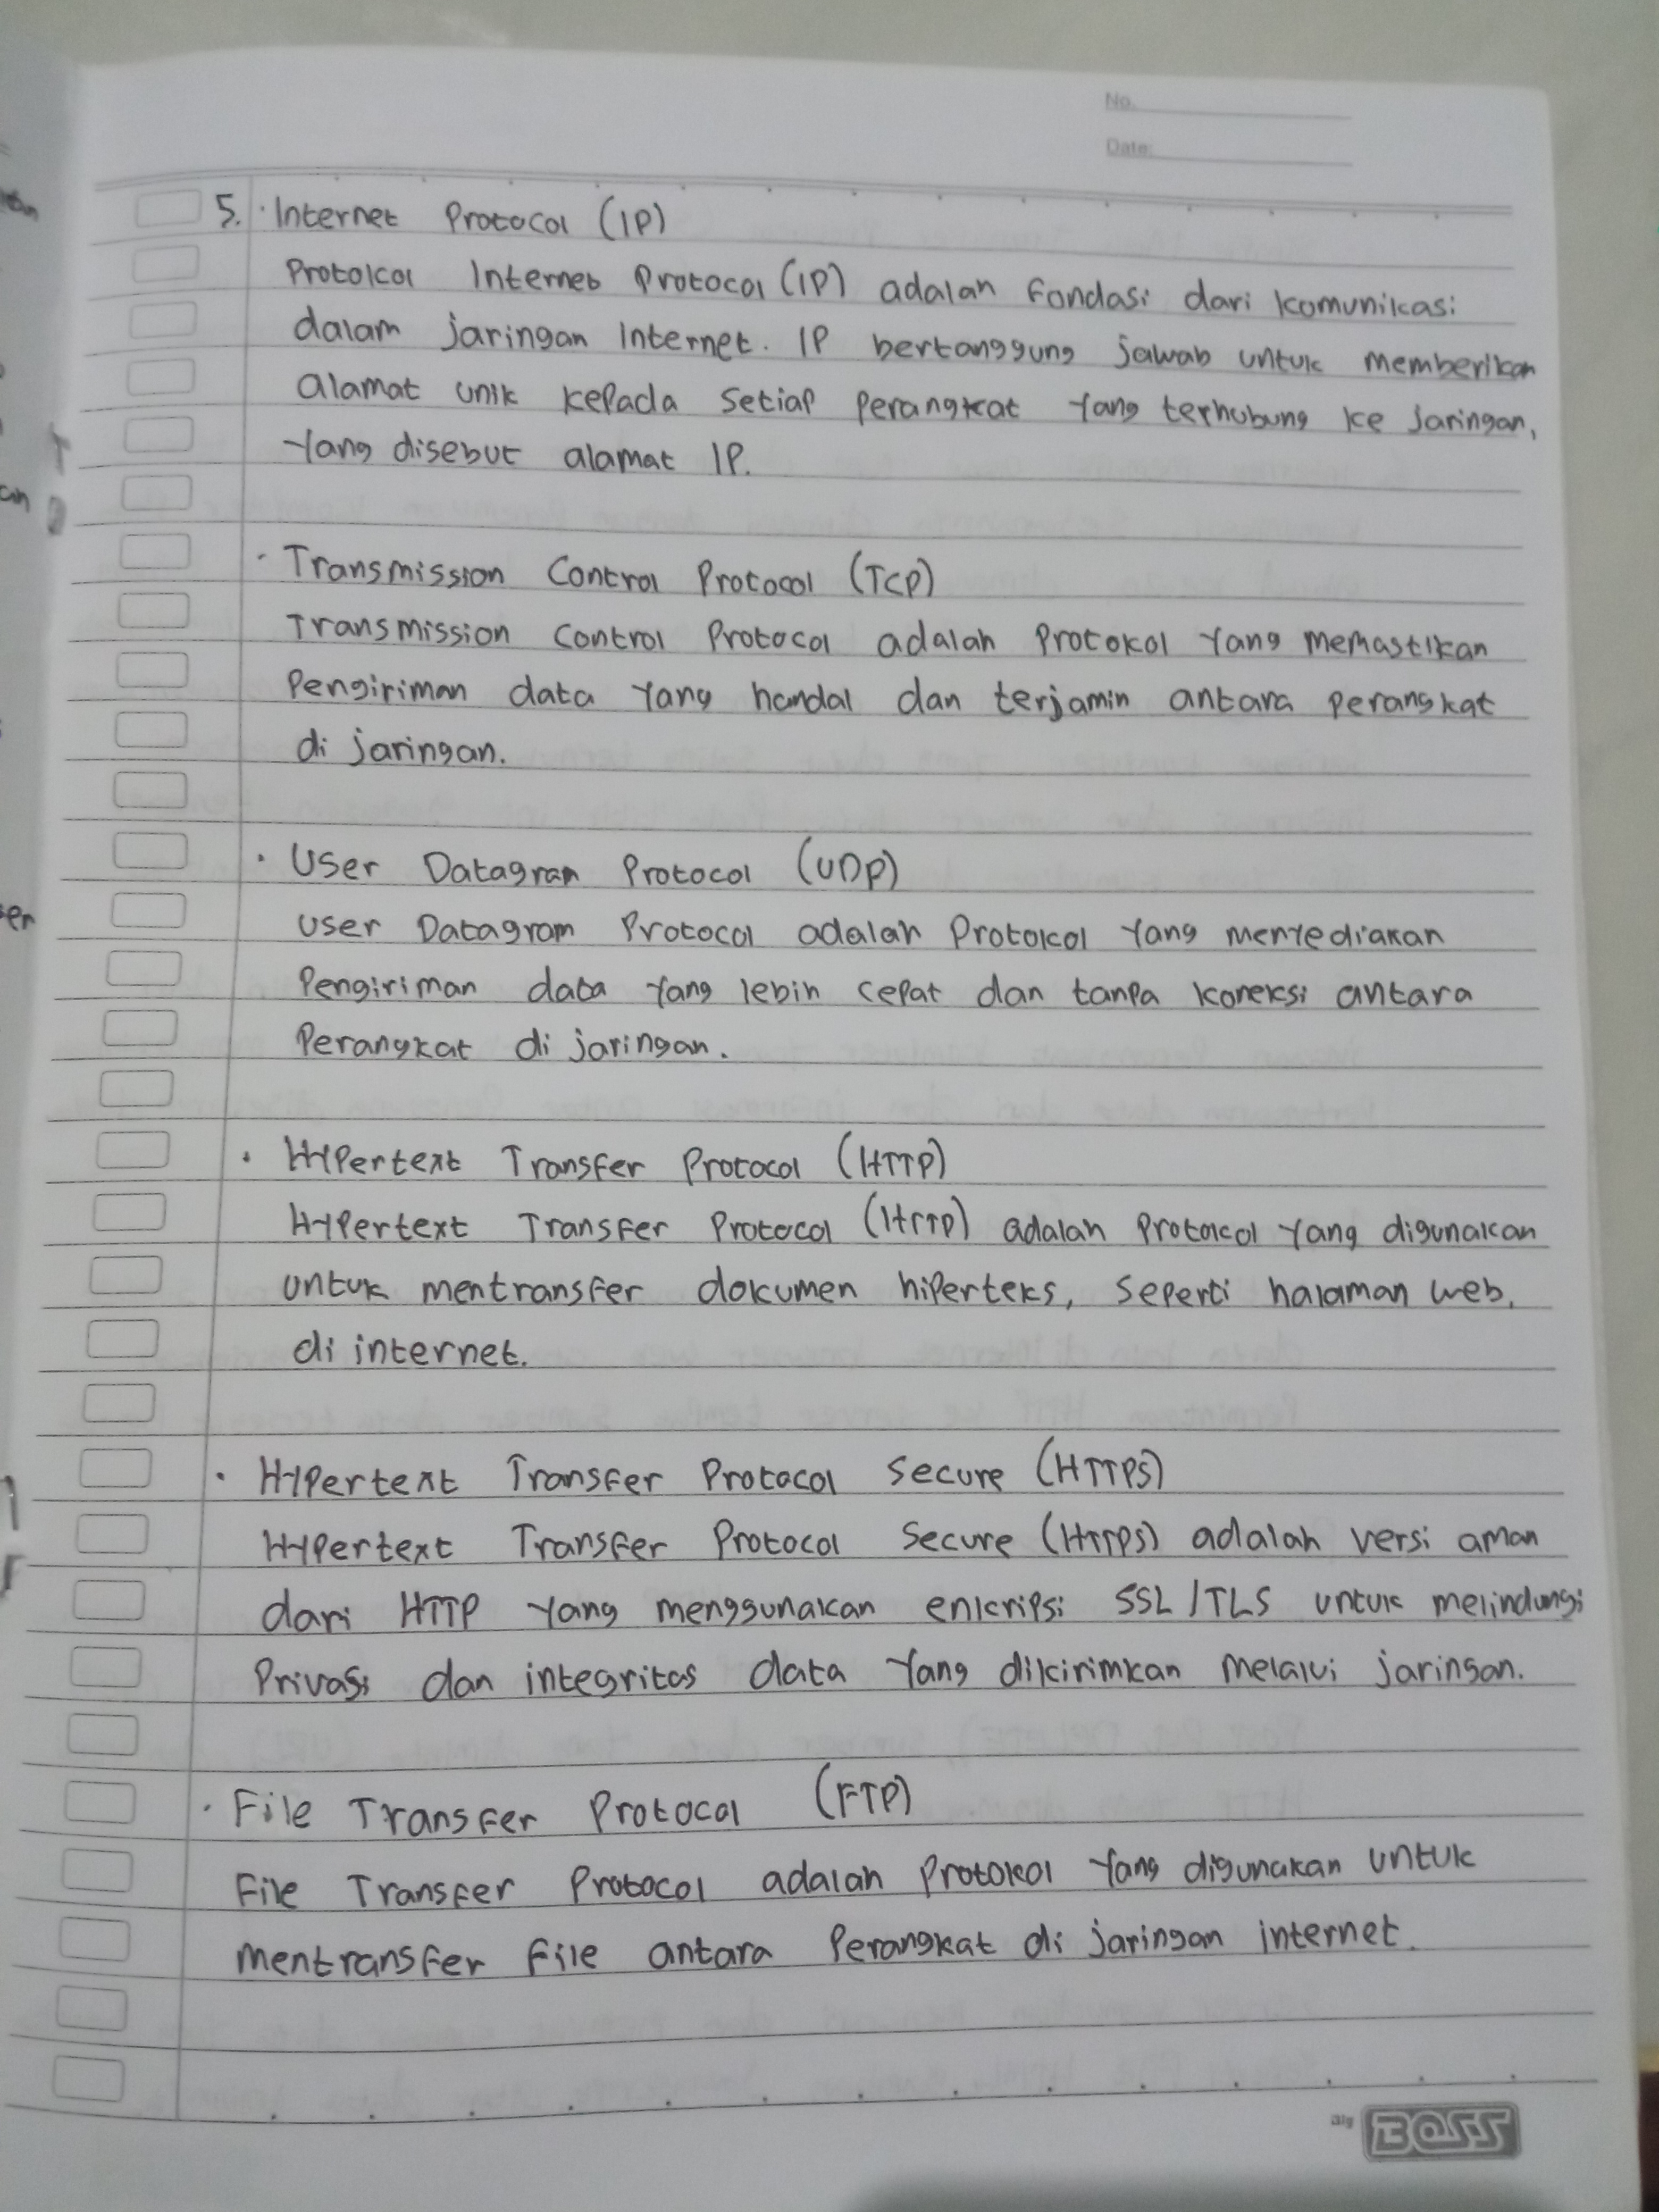 No.
Date:
5. · Internet Protocol (IP)
Protokol Internet Protocol (IP) adalah fondasi dari komunikasi
dalam jaringan Internet. IP bertanggung jawab untuk memberikan
alamat unik kepada setiap perangkat yang terhubung ke jaringan,
yang disebut alamat IP.
· Transmission Control Protocol (TCP)
Transmission Control Protocol adalah protokol yang memastikan
pengiriman data yang handal dan terjamin antara perangkat
di jaringan.
· User Datagram Protocol (UDP)
User Datagram Protocol adalah protokol yang menyediakan
pengiriman data yang lebih cepat dan tanpa koneksi antara
perangkat di jaringan.
· Hypertext Transfer Protocol (HTTP)
Hypertext Transfer Protocol (HTTP) adalah protokol yang digunakan
untuk mentransfer dokumen hiperteks, seperti halaman web,
di internet.
· Hypertext Transfer Protocol Secure (HTTPS)
Hypertext Transfer Protocol Secure (HTTPS) adalah versi aman
dari HTTP yang menggunakan enkripsi SSL/TLS untuk melindungi
privasi dan integritas data yang dikirimkan melalui jaringan.
· File Transfer Protocol (FTP)
File Transfer Protocol adalah protokol yang digunakan untuk
mentransfer file antara perangkat di jaringan internet.
Big BOSS